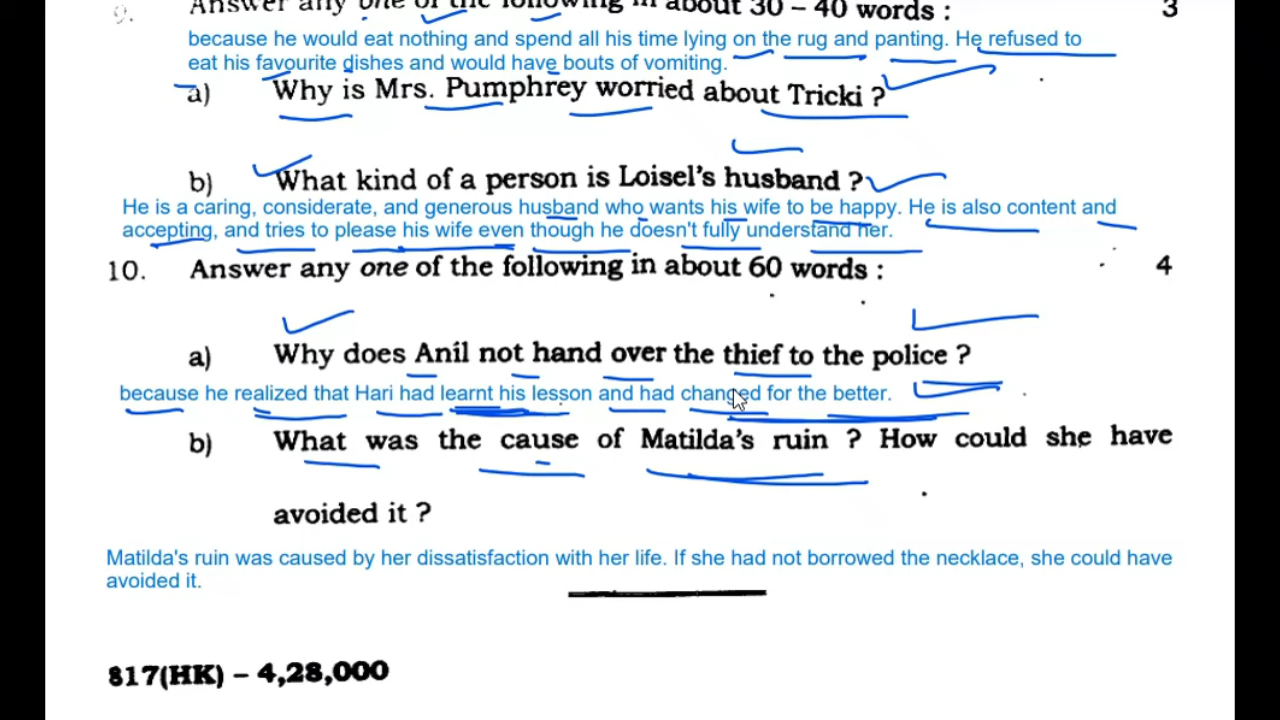 9. Answer any one of the following in about 30 – 40 words : 3
because he would eat nothing and spend all his time lying on the rug and panting. He refused to
eat his favourite dishes and would have bouts of vomiting.
a) Why is Mrs. Pumphrey worried about Tricki ?
b) What kind of a person is Loisel's husband ?
He is a caring, considerate, and generous husband who wants his wife to be happy. He is also content and
accepting, and tries to please his wife even though he doesn't fully understand her.
10. Answer any one of the following in about 60 words : 4
a) Why does Anil not hand over the thief to the police ?
because he realized that Hari had learnt his lesson and had changed for the better.
b) What was the cause of Matilda's ruin ? How could she have
avoided it ?
Matilda's ruin was caused by her dissatisfaction with her life. If she had not borrowed the necklace, she could have
avoided it.
817(HK) – 4,28,000